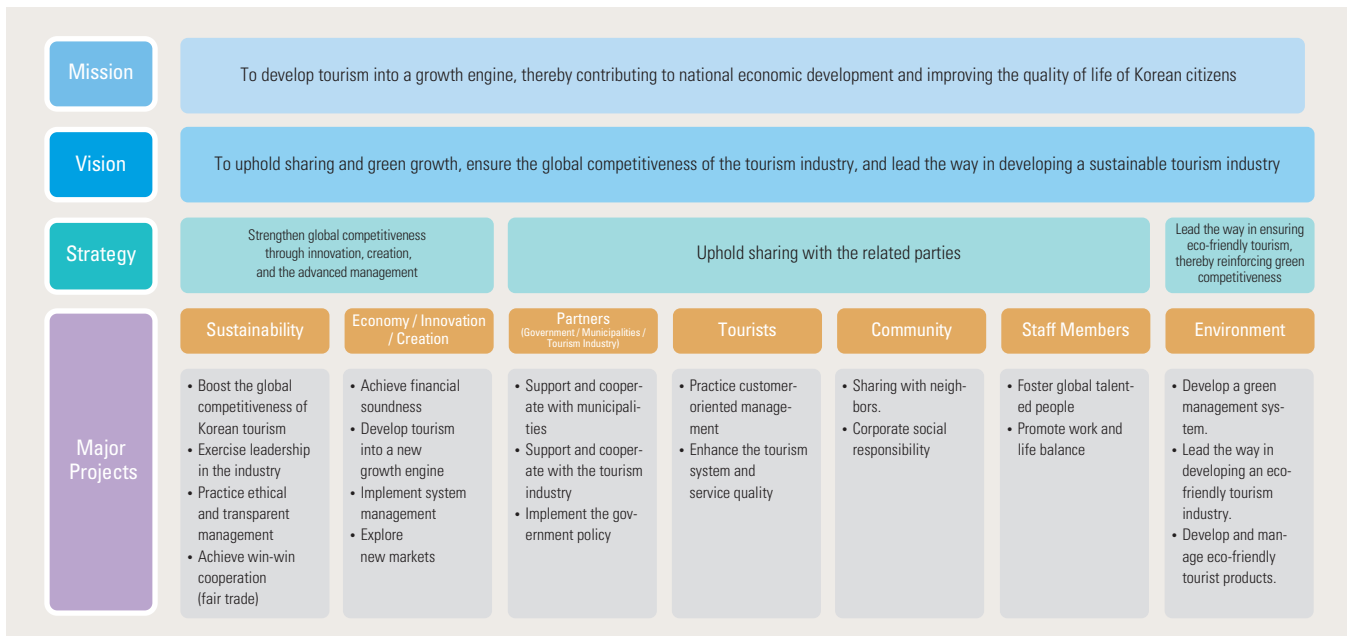 Mission
To develop tourism into a growth engine, thereby contributing to national economic development and improving the quality of life of Korean citizens
Vision
To uphold sharing and green growth, ensure the global competitiveness of the tourism industry, and lead the way in developing a sustainable tourism industry
Strategy
Strengthen global competitiveness
through innovation, creation,
and the advanced management
Uphold sharing with the related parties
Lead the way in ensuring
eco-friendly tourism,
thereby reinforcing green
competitiveness
Major
Projects
Sustainability
• Boost the global
competitiveness of
Korean tourism
• Exercise leadership
in the industry
• Practice ethical
and transparent
management
• Achieve win-win
cooperation
(fair trade)
Economy / Innovation
/ Creation
• Achieve financial
soundness
• Develop tourism
into a new
growth engine
• Implement system
management
• Explore
new markets
Partners
(Government / Municipalities /
Tourism Industry)
• Support and cooper-
ate with municipali-
ties
• Support and cooper-
ate with the tourism
industry
• Implement the gov-
ernment policy
Tourists
• Practice customer-
oriented manage-
ment
• Enhance the tourism
system and
service quality
Community
• Sharing with neigh-
bors.
• Corporate social
responsibility
Staff Members
• Foster global talent-
ed people
• Promote work and
life balance
Environment
• Develop a green
management sys-
tem.
• Lead the way in
developing an eco-
friendly tourism
industry.
• Develop and man-
age eco-friendly
tourist products.